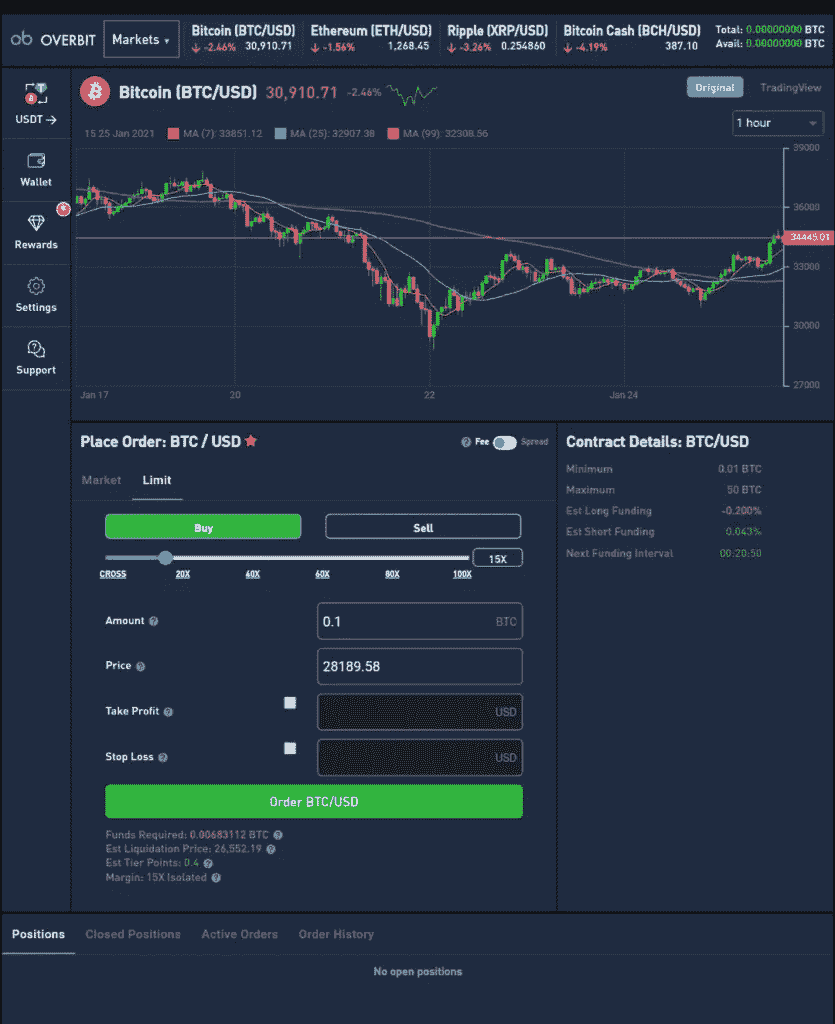 OVERBIT
Markets
Bitcoin (BTC/USD)
-2.46% 30,910.71
Ethereum (ETH/USD)
-1.56% 1,268.45
Ripple (XRP/USD)
-3.26% 0.254860
Bitcoin Cash (BCH/USD)
-4.19% 387.10
Total: 0.00000000 BTC
Avail: 0.00000000 BTC
USDT
Wallet
Rewards
Settings
Support
Bitcoin (BTC/USD) 30,910.71 -2.46%
Original TradingView
1 hour
15:25 Jan 2021 MA (7): 33851.12 MA (25): 32907.38 MA (99): 32308.56
39000
36000
34445.01
33000
30000
27000
Jan 17 20 22 Jan 24
Place Order: BTC / USD
Fee Spread
Market Limit
Buy Sell
15X
CROSS 20X 40X 60X 80X 100X
Amount 0.1 BTC
Price 28189.58
Take Profit USD
Stop Loss USD
Order BTC/USD
Funds Required: 0.00683112 BTC
Est Liquidation Price: 26,552.19
Est Tier Points: 0.4
Margin: 15X Isolated
Contract Details: BTC/USD
Minimum 0.01 BTC
Maximum 50 BTC
Est Long Funding -0.200%
Est Short Funding 0.043%
Next Funding Interval 00:20:50
Positions Closed Positions Active Orders Order History
No open positions